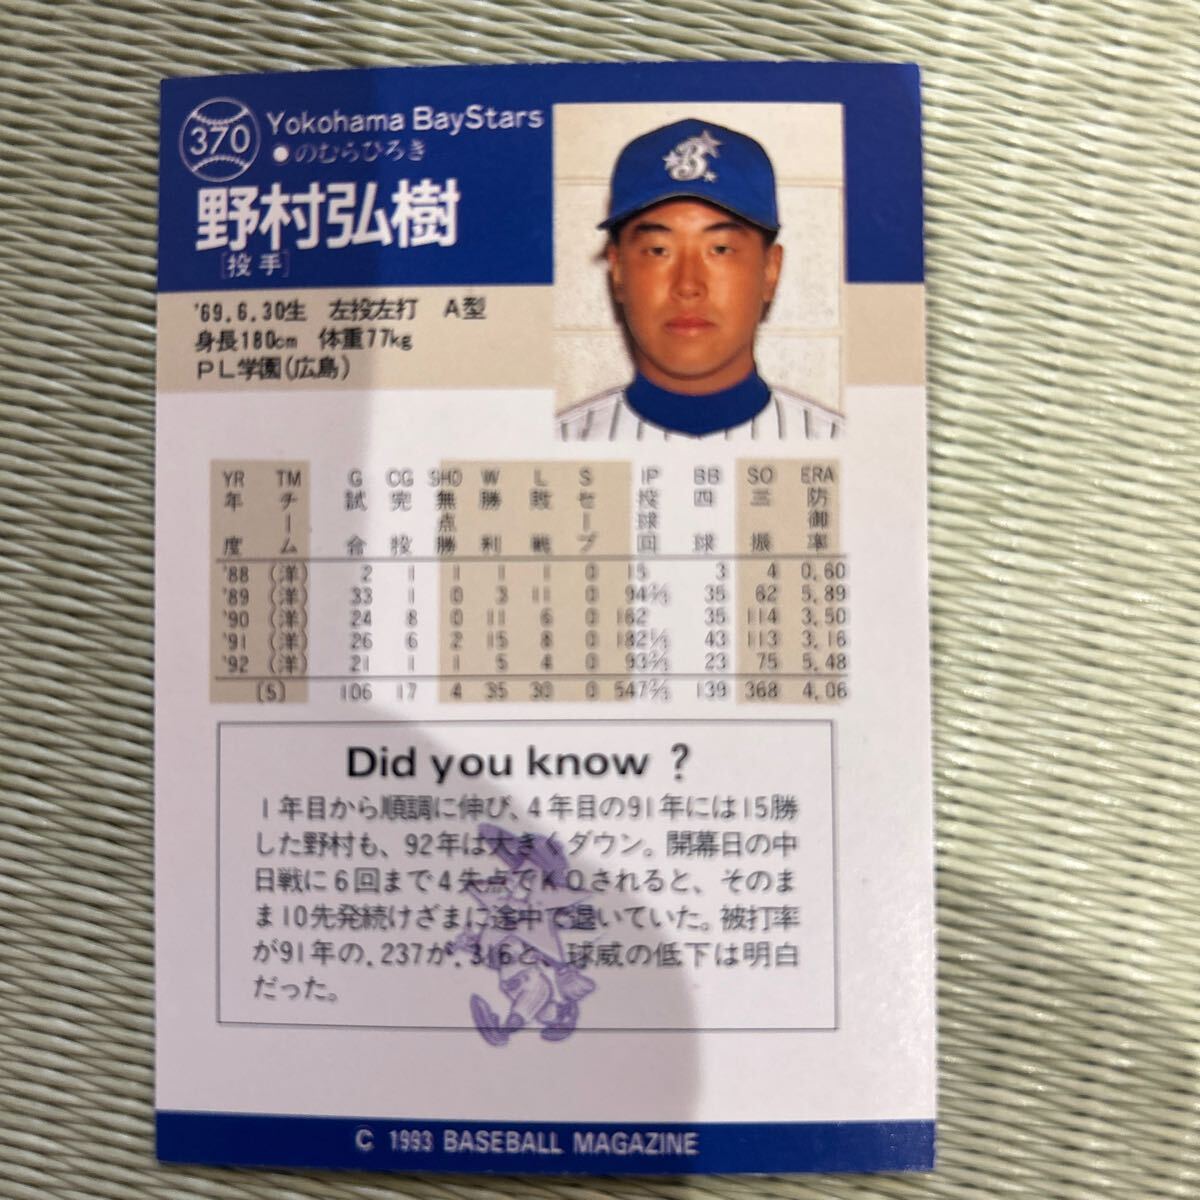 370
Yokohama BayStars
●のむらひろき
野村弘樹
[投手]
'69.6.30生 左投左打 A型
身長180cm 体重77kg
PL学園(広島)
YR TM G CG SHO W L S IP BB SO ERA
年度 チーム 試合 完投 無点勝 勝利 敗戦 セーブ 投球回 四球 三振 防御率
'88 (洋) 2 1 1 1 1 0 15 3 4 0.60
'89 (洋) 33 1 0 3 11 0 94⅔ 35 62 5.89
'90 (洋) 24 8 0 11 6 0 162 35 114 3.50
'91 (洋) 26 6 2 15 8 0 182⅓ 43 113 3.16
'92 (洋) 21 1 1 5 4 0 93⅔ 23 75 5.48
(5) 106 17 4 35 30 0 547⅔ 139 368 4.06
Did you know ?
1年目から順調に伸び、4年目の91年には15勝
した野村も、92年は大きくダウン。開幕日の中
日戦に6回まで4失点でKOされると、そのま
ま10先発続けざまに途中で退いていた。被打率
が91年の.237が.316と、球威の低下は明白
だった。
C 1993 BASEBALL MAGAZINE